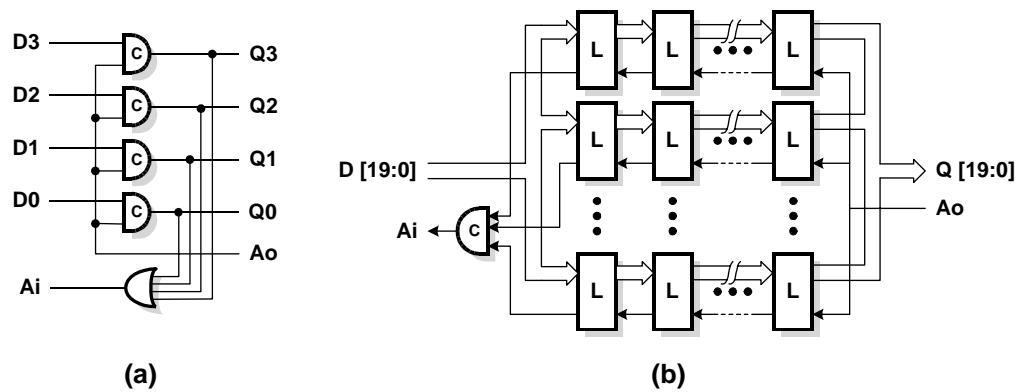 D3
C
Q3
D2
C
Q2
D1
C
Q1
D0
C
Q0
Ao
Ai
(a)
L
L
L
L
L
L
D [19:0]
Q [19:0]
Ai
C
Ao
L
L
L
(b)